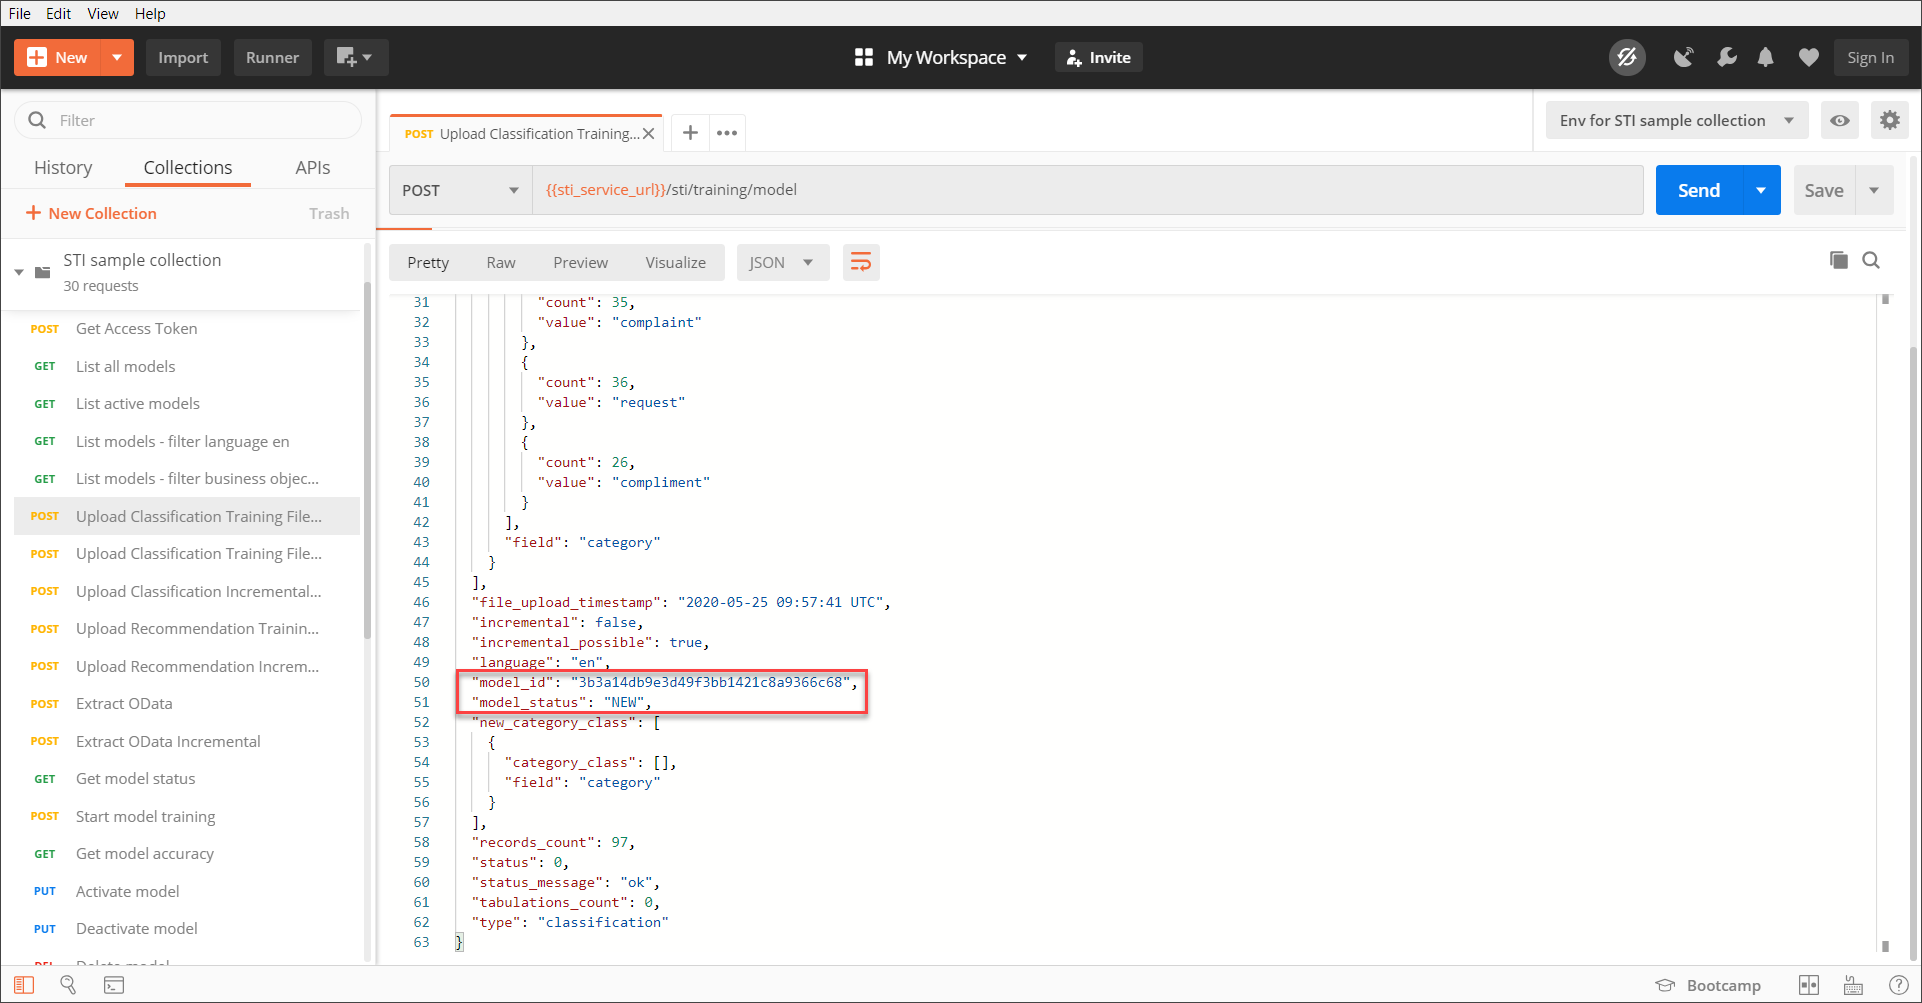 File Edit View Help
New Import Runner My Workspace Invite Sign In
Filter
History Collections APIs
New Collection Trash
STI sample collection
30 requests
POST Get Access Token
GET List all models
GET List active models
GET List models - filter language en
GET List models - filter business objec...
POST Upload Classification Training File...
POST Upload Classification Training File...
POST Upload Classification Incremental...
POST Upload Recommendation Trainin...
POST Upload Recommendation Increm...
POST Extract OData
POST Extract OData Incremental
GET Get model status
POST Start model training
GET Get model accuracy
PUT Activate model
PUT Deactivate model
DEL Delete model
POST Upload Classification Training...
Env for STI sample collection
POST {{sti_service_url}}/sti/training/model Send Save
Pretty Raw Preview Visualize JSON
31 "count": 35,
32 "value": "complaint"
33 },
34 {
35 "count": 36,
36 "value": "request"
37 },
38 {
39 "count": 26,
40 "value": "compliment"
41 }
42 ],
43 "field": "category"
44 }
45 ],
46 "file_upload_timestamp": "2020-05-25 09:57:41 UTC",
47 "incremental": false,
48 "incremental_possible": true,
49 "language": "en",
50 "model_id": "3b3a14db9e3d49f3bb1421c8a9366c68",
51 "model_status": "NEW",
52 "new_category_class": [
53 {
54 "category_class": [],
55 "field": "category"
56 }
57 ],
58 "records_count": 97,
59 "status": 0,
60 "status_message": "ok",
61 "tabulations_count": 0,
62 "type": "classification"
63 }
Bootcamp